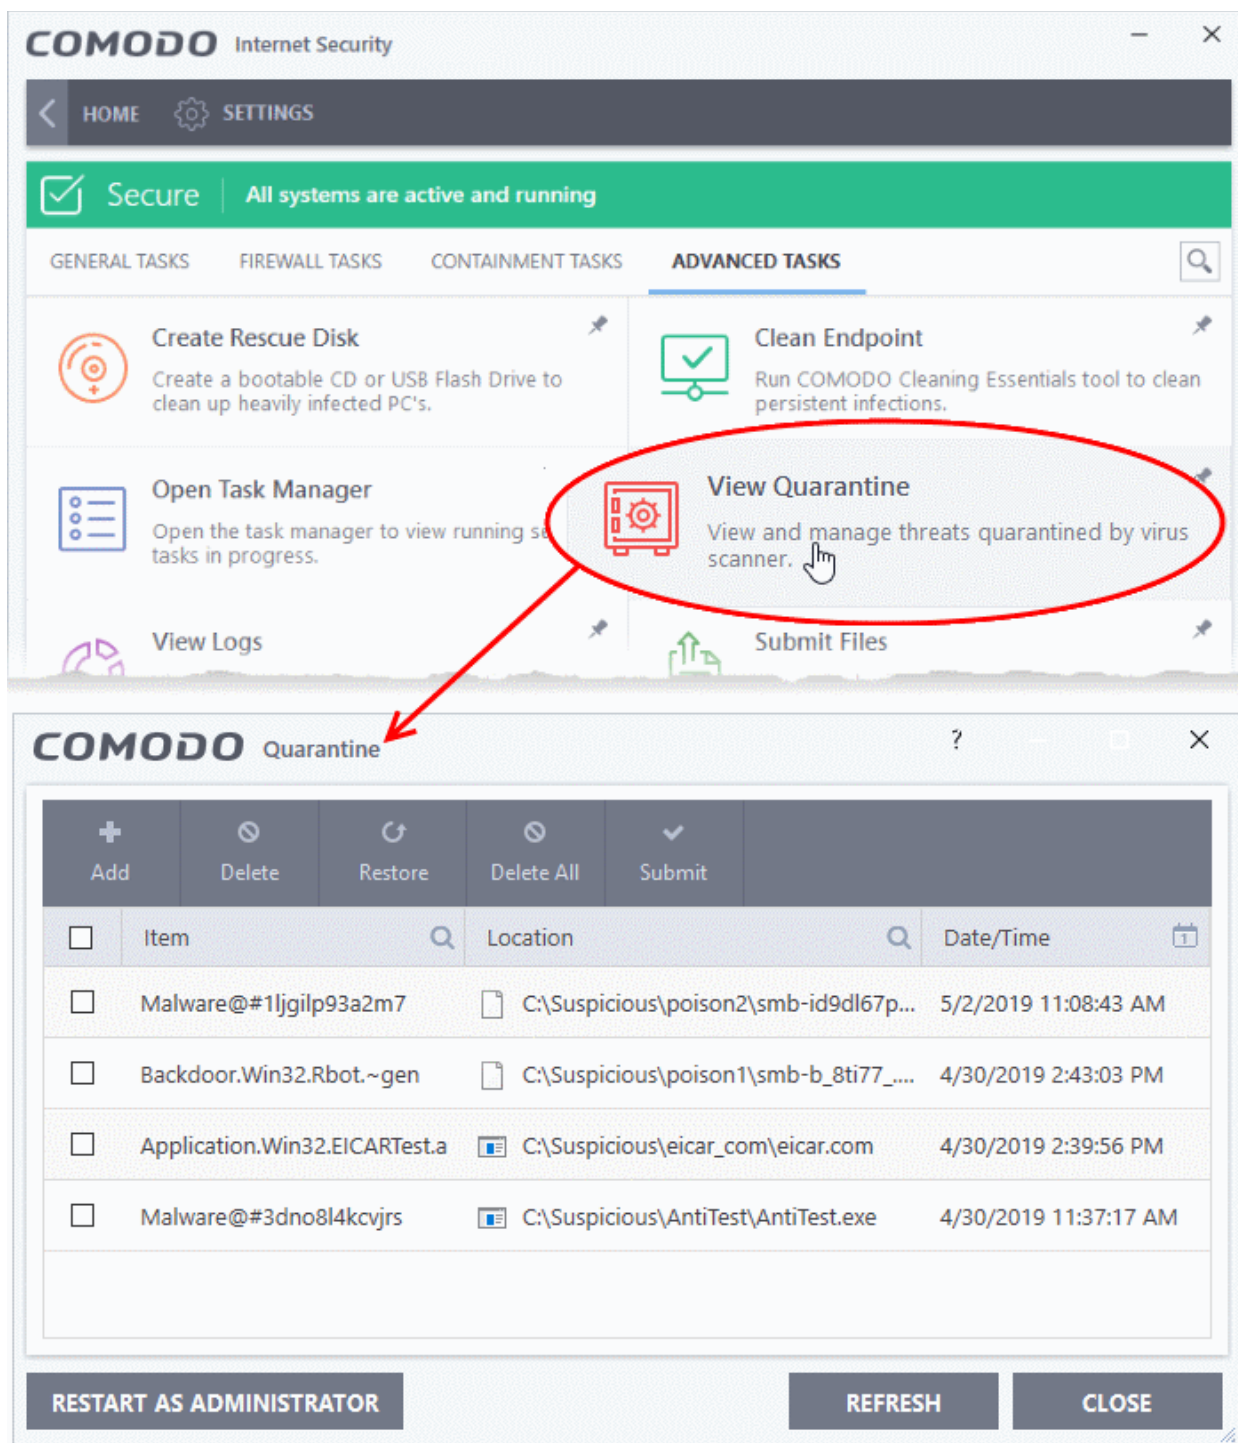 COMODO Internet Security
HOME SETTINGS
Secure All systems are active and running
GENERAL TASKS FIREWALL TASKS CONTAINMENT TASKS ADVANCED TASKS
Create Rescue Disk
Create a bootable CD or USB Flash Drive to
clean up heavily infected PC's.
Clean Endpoint
Run COMODO Cleaning Essentials tool to clean
persistent infections.
Open Task Manager
Open the task manager to view running se
tasks in progress.
View Quarantine
View and manage threats quarantined by virus
scanner.
View Logs
Submit Files
COMODO Quarantine
?
Add Delete Restore Delete All Submit
Item Location Date/Time 1
Malware@#1ljgilp93a2m7 C:\Suspicious\poison2\smb-id9dl67p... 5/2/2019 11:08:43 AM
Backdoor.Win32.Rbot.~gen C:\Suspicious\poison1\smb-b_8ti77_.... 4/30/2019 2:43:03 PM
Application.Win32.EICARTest.a C:\Suspicious\eicar_com\eicar.com 4/30/2019 2:39:56 PM
Malware@#3dno8l4kcvjrs C:\Suspicious\AntiTest\AntiTest.exe 4/30/2019 11:37:17 AM
RESTART AS ADMINISTRATOR REFRESH CLOSE